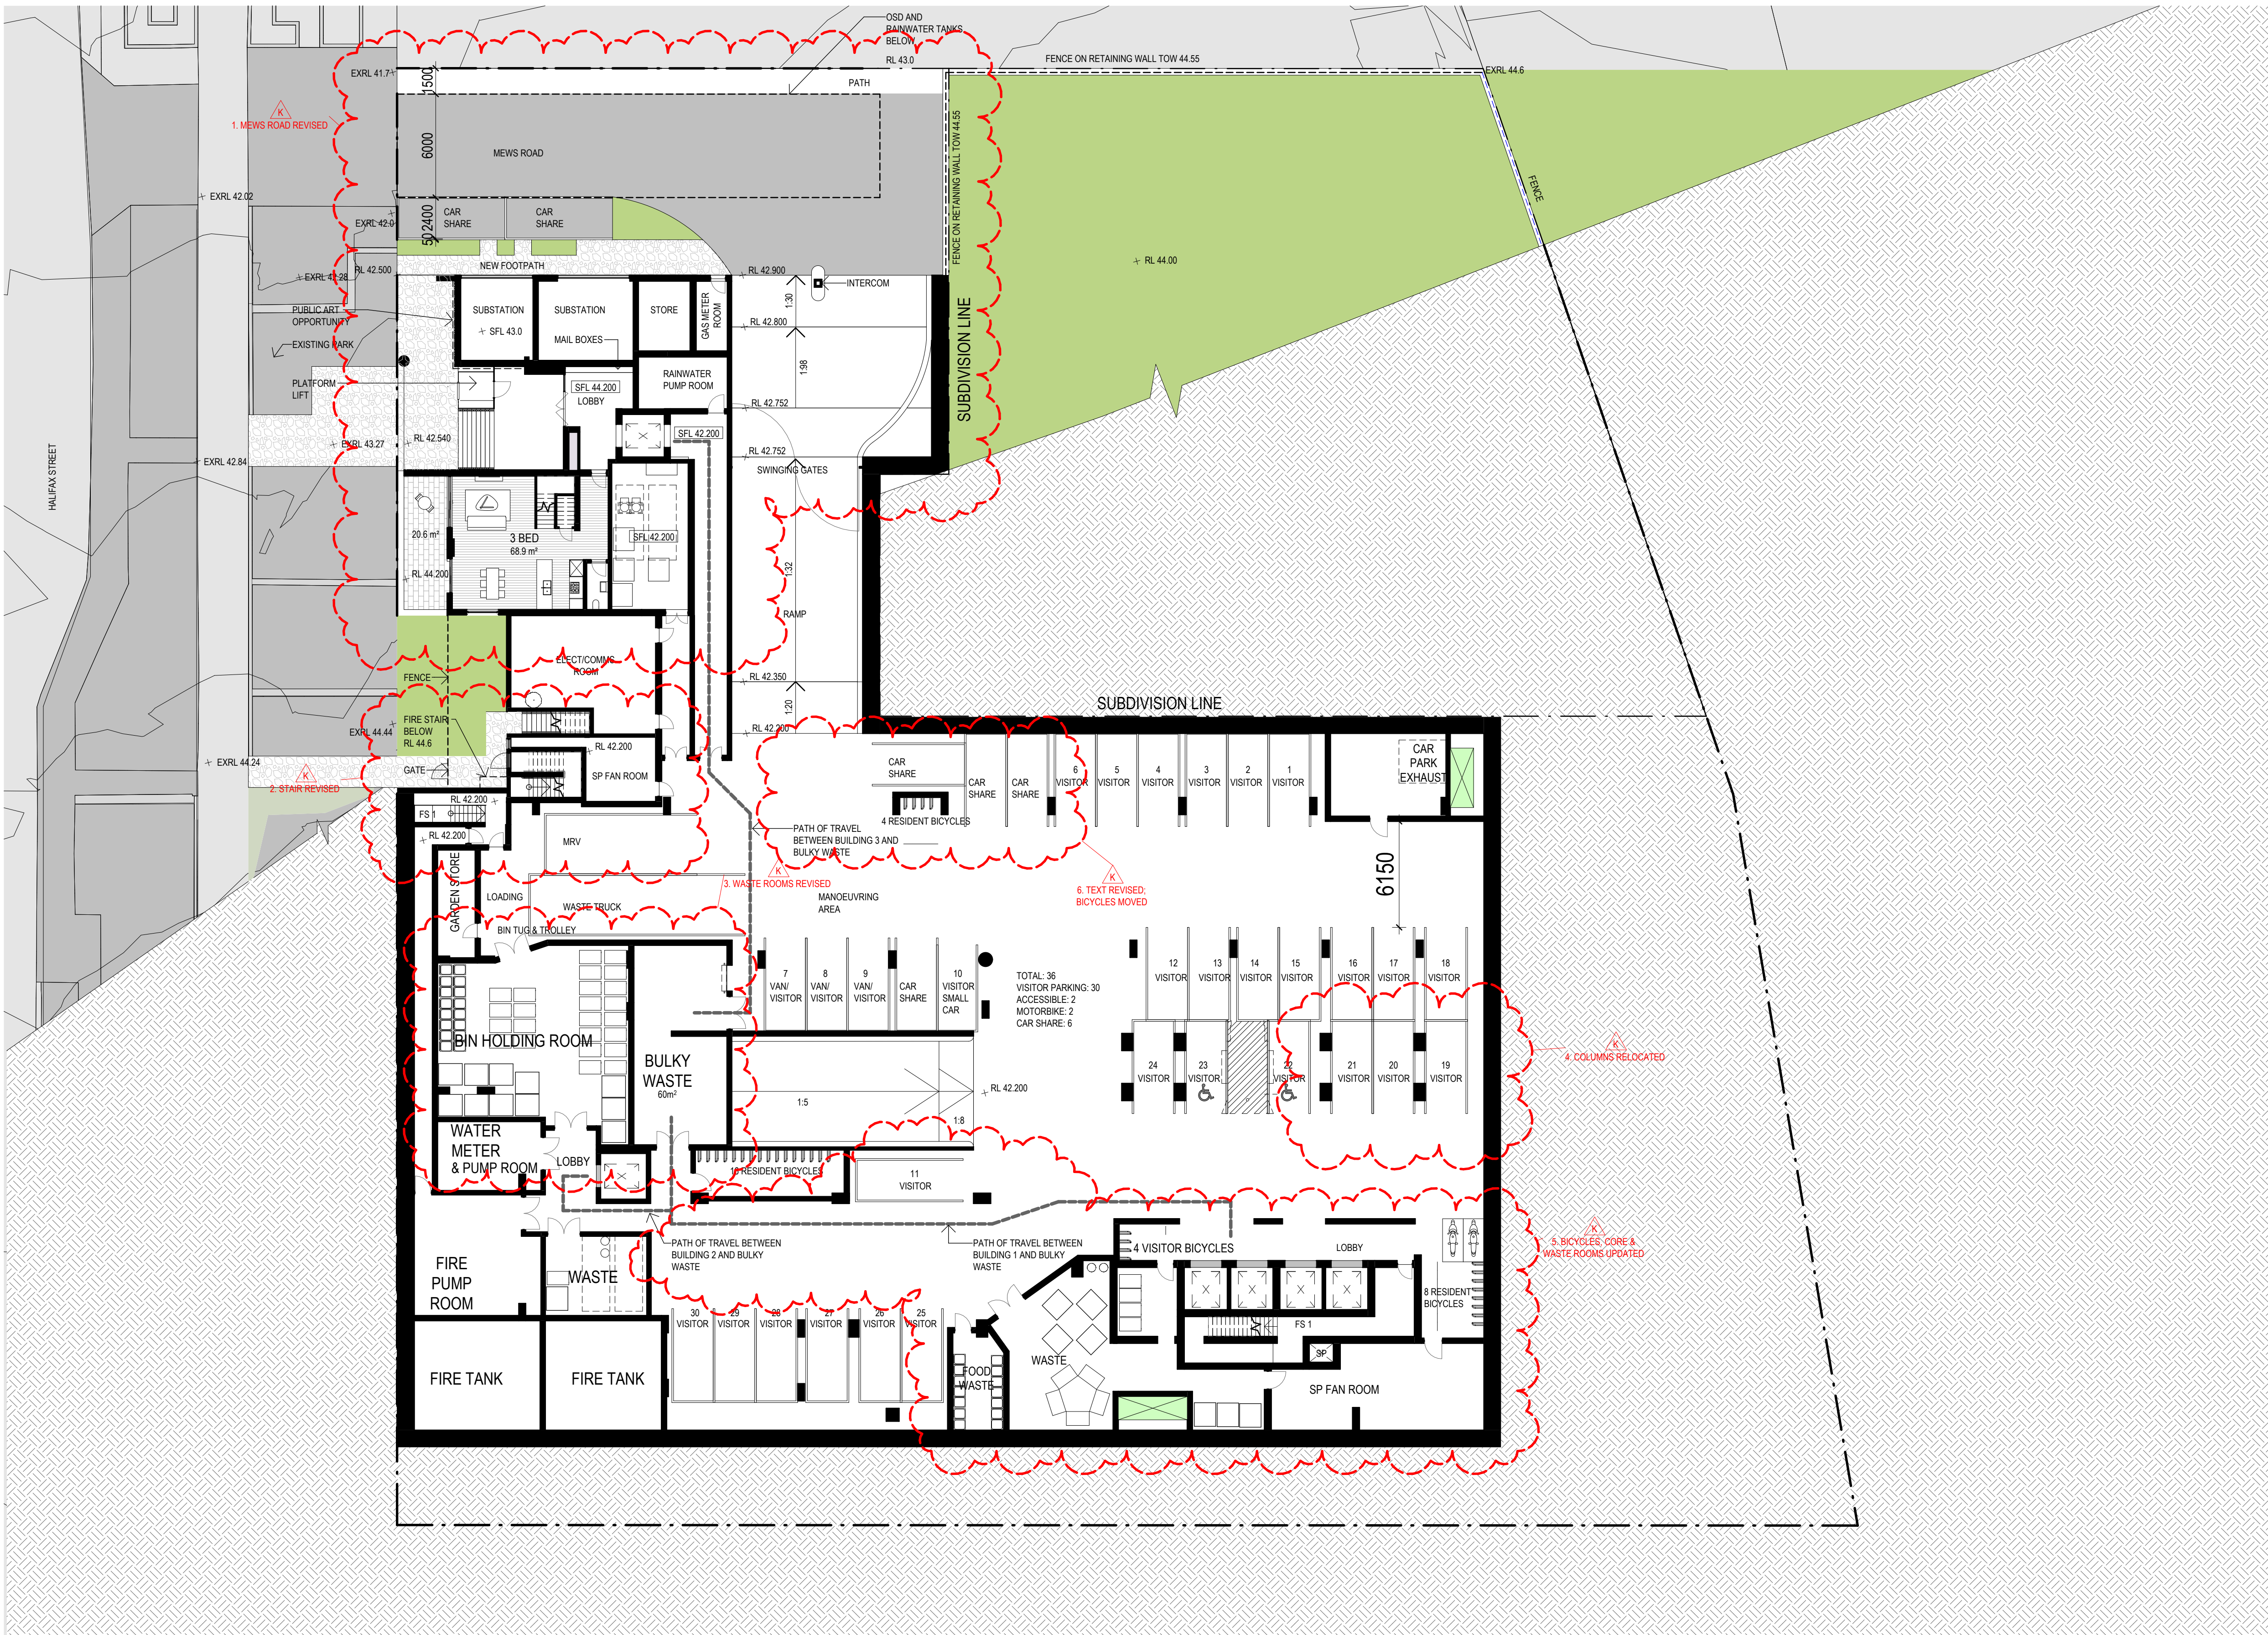 OSD AND
RAINWATER TANKS
BELOW
RL 43.0
FENCE ON RETAINING WALL TOW 44.55
EXRL 44.6
EXRL 41.7
1500
PATH
K
1. MEWS ROAD REVISED
6000
MEWS ROAD
FENCE ON RETAINING WALL TOW 44.55
FENCE
EXRL 42.02
2400
CAR
SHARE
CAR
SHARE
EXRL 42.0
50
NEW FOOTPATH
RL 44.00
EXRL 42.28
RL 42.500
RL 42.900
INTERCOM
1:30
PUBLIC ART
OPPORTUNITY
SUBSTATION
SFL 43.0
SUBSTATION
STORE
GAS METER
ROOM
RL 42.800
SUBDIVISION LINE
MAIL BOXES
EXISTING PARK
1:98
PLATFORM
LIFT
SFL 44.200
LOBBY
RAINWATER
PUMP ROOM
RL 42.752
RL 42.540
EXRL 43.27
SFL 42.200
RL 42.752
SWINGING GATES
EXRL 42.84
HALIFAX STREET
20.6 m²
3 BED
68.9 m²
SFL 42.200
RL 44.200
1:32
RAMP
ELECT/COMMS
ROOM
FENCE
RL 42.350
1:20
SUBDIVISION LINE
FIRE STAIR
BELOW
RL 44.6
EXRL 44.44
RL 42.200
EXRL 44.24
GATE
RL 42.200
SP FAN ROOM
K
2. STAIR REVISED
RL 42.200
FS 1
RL 42.200
CAR
SHARE
CAR
SHARE
CAR
SHARE
6
VISITOR
5
VISITOR
4
VISITOR
3
VISITOR
2
VISITOR
1
VISITOR
CAR
PARK
EXHAUST
4 RESIDENT BICYCLES
MRV
PATH OF TRAVEL
BETWEEN BUILDING 3 AND
BULKY WASTE
K
3. WASTE ROOMS REVISED
K
6. TEXT REVISED;
BICYCLES MOVED
6150
GARDEN STORE
LOADING
WASTE TRUCK
MANOEUVRING
AREA
BIN TUG & TROLLEY
7
VAN/
VISITOR
8
VAN/
VISITOR
9
VAN/
VISITOR
CAR
SHARE
10
VISITOR
SMALL
CAR
TOTAL: 36
VISITOR PARKING: 30
ACCESSIBLE: 2
MOTORBIKE: 2
CAR SHARE: 6
12
VISITOR
13
VISITOR
14
VISITOR
15
VISITOR
16
VISITOR
17
VISITOR
18
VISITOR
BIN HOLDING ROOM
BULKY
WASTE
60m²
K
4. COLUMNS RELOCATED
24
VISITOR
23
VISITOR
22
VISITOR
21
VISITOR
20
VISITOR
19
VISITOR
RL 42.200
1:5
1:8
WATER
METER
& PUMP ROOM
LOBBY
16 RESIDENT BICYCLES
11
VISITOR
PATH OF TRAVEL BETWEEN
BUILDING 2 AND BULKY
WASTE
PATH OF TRAVEL BETWEEN
BUILDING 1 AND BULKY
WASTE
4 VISITOR BICYCLES
LOBBY
K
5. BICYCLES, CORE &
WASTE ROOMS UPDATED
FIRE
PUMP
ROOM
WASTE
8 RESIDENT
BICYCLES
30
VISITOR
29
VISITOR
28
VISITOR
27
VISITOR
26
VISITOR
25
VISITOR
FS 1
SP
WASTE
FOOD
WASTE
FIRE TANK
FIRE TANK
SP FAN ROOM